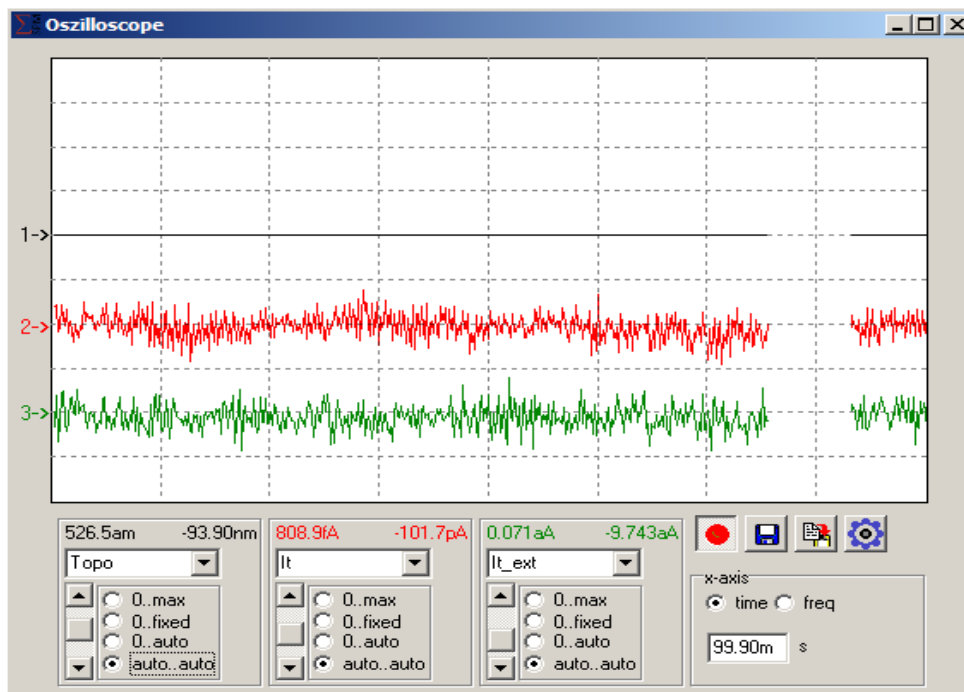 Oszilloscope
1->
2->
3->
526.5am -93.90nm
Topo
0..max
0..fixed
0..auto
auto..auto
808.9fA -101.7pA
It
0..max
0..fixed
0..auto
auto..auto
0.071aA -9.743aA
It_ext
0..max
0..fixed
0..auto
auto..auto
x-axis
time freq
99.90m s